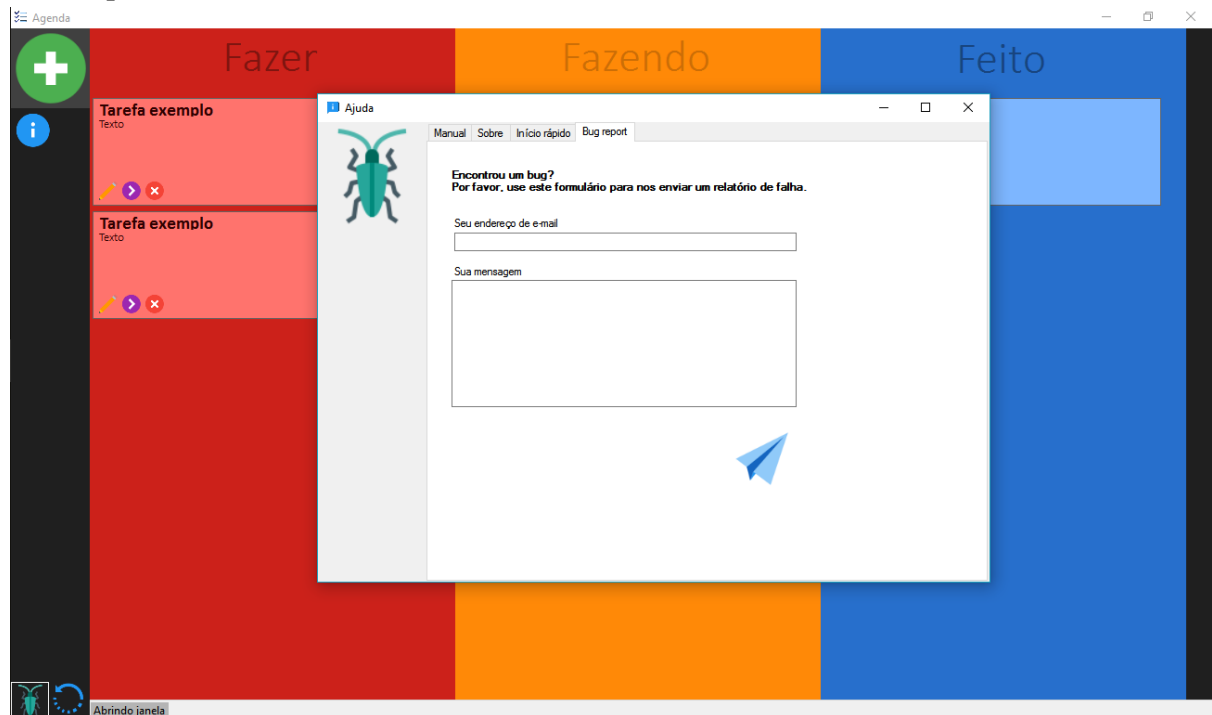 Agenda
Fazer
Fazendo
Feito
Tarefa exemplo
Texto
Tarefa exemplo
Texto
Ajuda
Manual Sobre Início rápido Bug report
Encontrou um bug?
Por favor, use este formulário para nos enviar um relatório de falha.
Seu endereço de e-mail
Sua mensagem
Abrindo janela